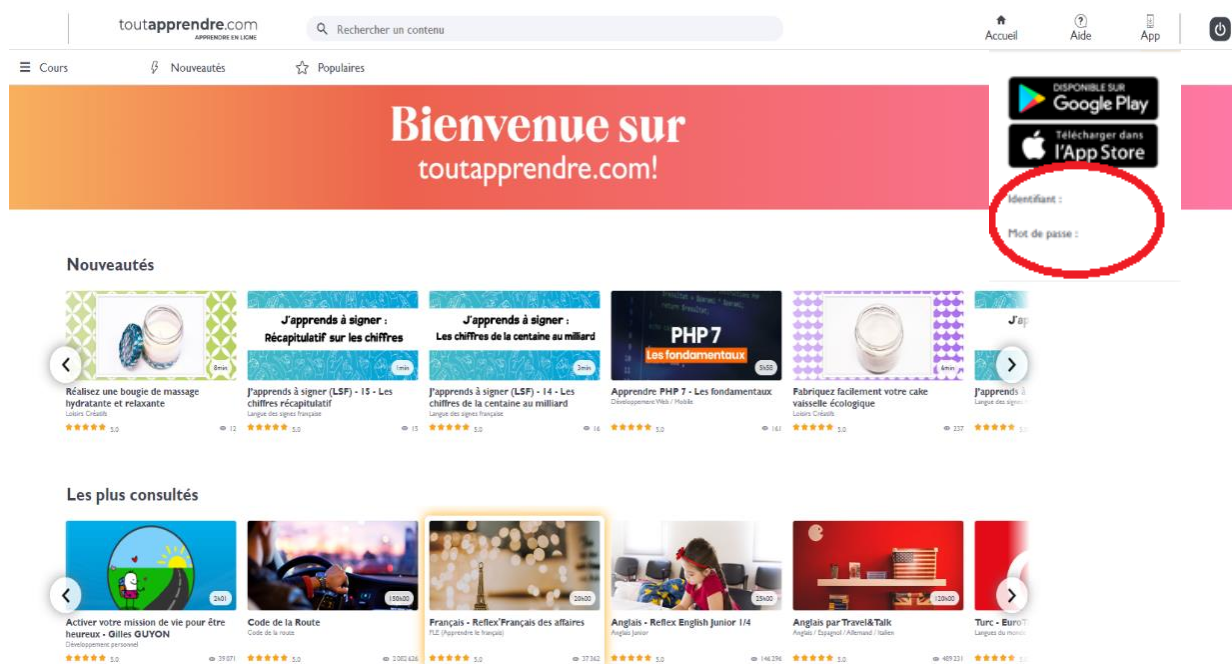 toutapprendre.com
APPRENDRE EN LIGNE
Rechercher un contenu
Accueil
Aide
App
Cours
Nouveautés
Populaires
Bienvenue sur
toutapprendre.com!
DISPONIBLE SUR
Google Play
Télécharger dans
l'App Store
Identifiant :
Mot de passe :
Nouveautés
8min
Réalisez une bougie de massage
hydratante et relaxante
Loisirs Créatifs
5.0 12
J'apprends à signer :
Récapitulatif sur les chiffres
1min
J'apprends à signer (LSF) - 15 - Les
chiffres récapitulatif
Langue des signes française
5.0 15
J'apprends à signer :
Les chiffres de la centaine au milliard
3min
J'apprends à signer (LSF) - 14 - Les
chiffres de la centaine au milliard
Langue des signes française
5.0 16
PHP 7
Les fondamentaux
5h50
Apprendre PHP 7 - Les fondamentaux
Développement Web / Mobile
5.0 161
6min
Fabriquez facilement votre cake
vaisselle écologique
Loisirs Créatifs
5.0 237
J'ap
J'apprends à
Langue des signes
Les plus consultés
2h01
Activer votre mission de vie pour être
heureux - Gilles GUYON
Développement personnel
5.0 39 071
150h00
Code de la Route
Code de la route
5.0 2 002 626
20h00
Français - Reflex'Français des affaires
FLE (Apprendre le français)
5.0 37 362
25h00
Anglais - Reflex English Junior 1/4
Anglais Junior
5.0 146 296
120h00
Anglais par Travel&Talk
Anglais / Espagnol / Allemand / Italien
5.0 409 231
Turc - EuroT
Langues du monde
5.0